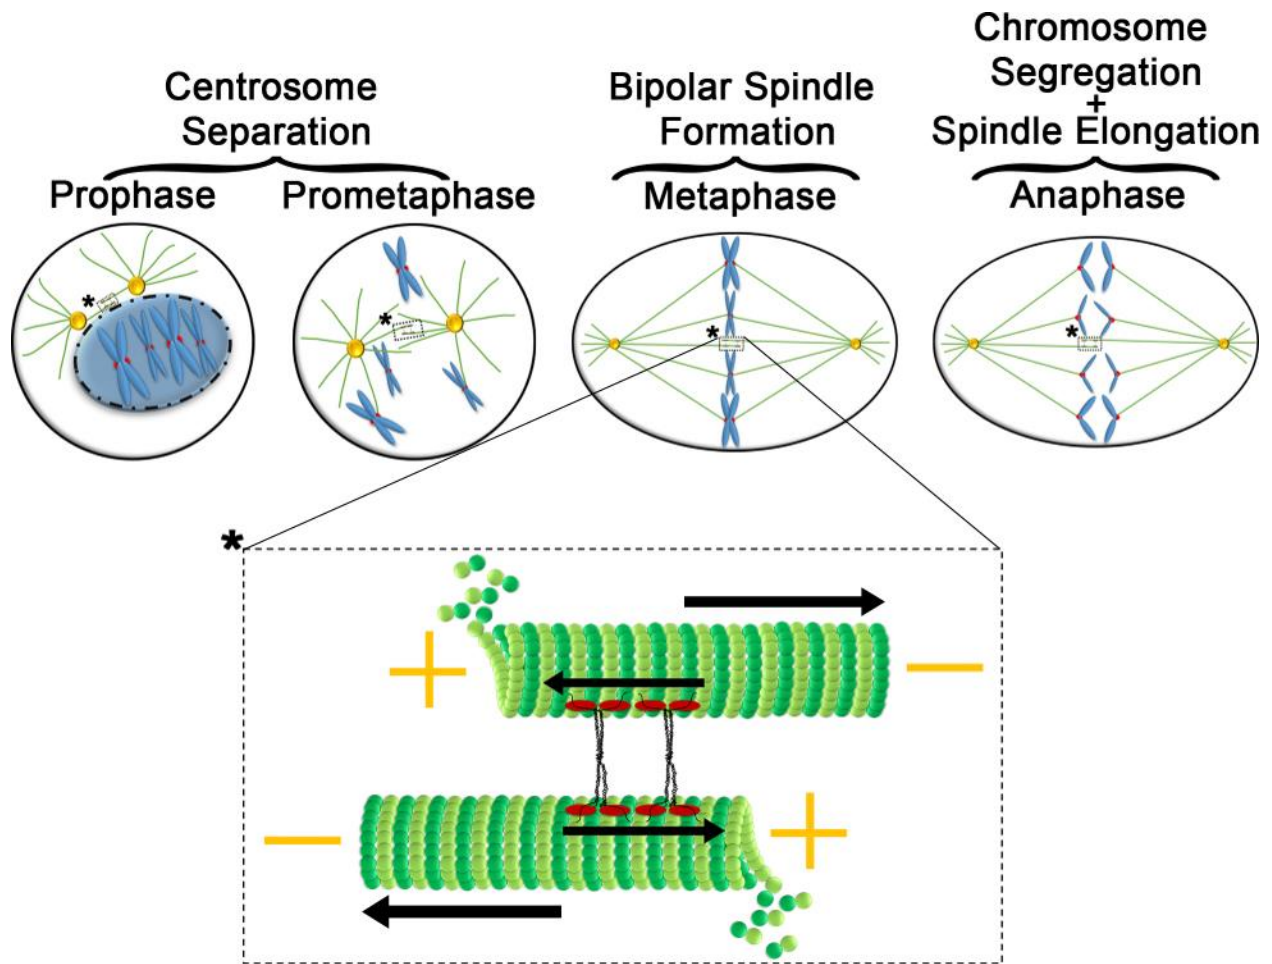 Centrosome
Separation
Bipolar Spindle
Formation
Chromosome
Segregation
+
Spindle Elongation
Prophase
Prometaphase
Metaphase
Anaphase
*
*
*
*
*
+
−
−
+